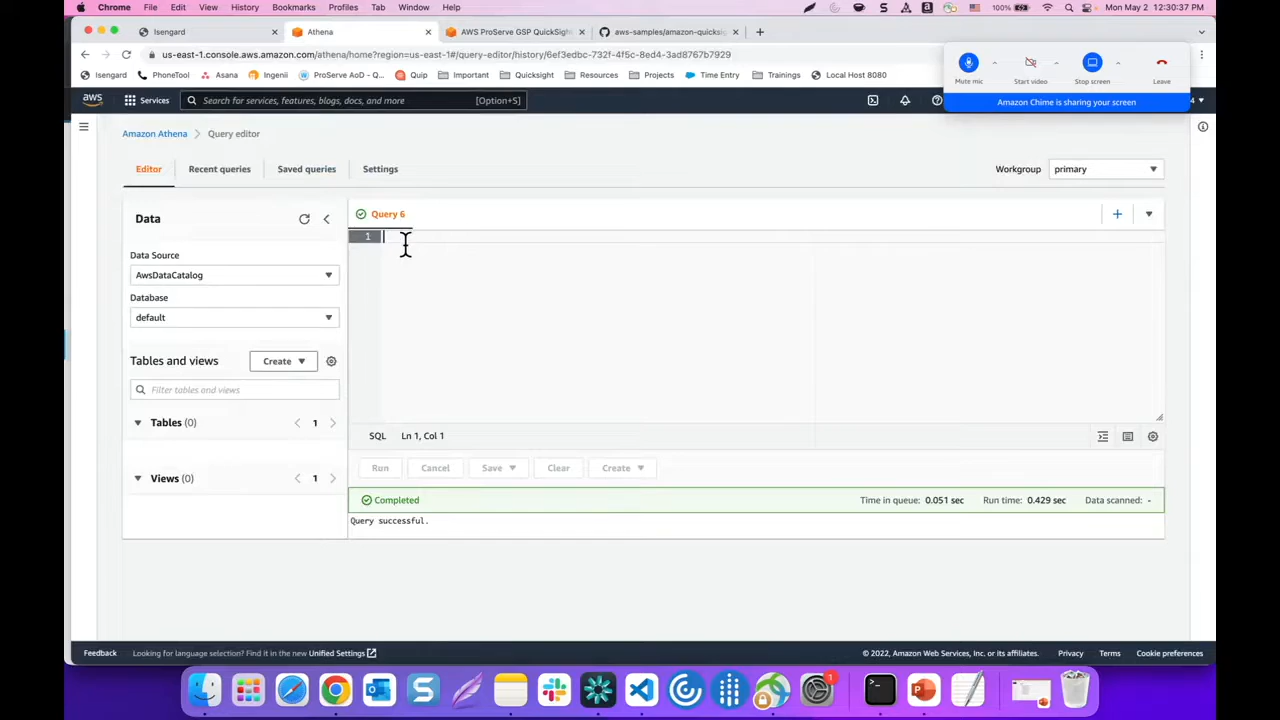 Chrome File Edit View History Bookmarks Profiles Tab Window Help
100% Mon May 2 12:30:37 PM
Isengard
Athena
AWS ProServe GSP QuickSigh
aws-samples/amazon-quicksig
us-east-1.console.aws.amazon.com/athena/home?region=us-east-1#/query-editor/history/6ef3edbc-732f-4f5c-8ed4-3ad8767b7929
Isengard PhoneTool Asana Ingenii ProServe AoD - Q... Quip Important Quicksight Resources Projects Time Entry Trainings Local Host 8080
Mute mic Start video Stop screen Leave
Amazon Chime is sharing your screen
aws Services Search for services, features, blogs, docs, and more [Option+S]
4
Amazon Athena Query editor
Editor Recent queries Saved queries Settings
Workgroup primary
Data
Query 6
1
Data Source
AwsDataCatalog
Database
default
Tables and views Create
Filter tables and views
Tables (0) 1
Views (0) 1
SQL Ln 1, Col 1
Run Cancel Save Clear Create
Completed Time in queue: 0.051 sec Run time: 0.429 sec Data scanned: -
Query successful.
Feedback Looking for language selection? Find it in the new Unified Settings © 2022, Amazon Web Services, Inc. or its affiliates. Privacy Terms Cookie preferences
1